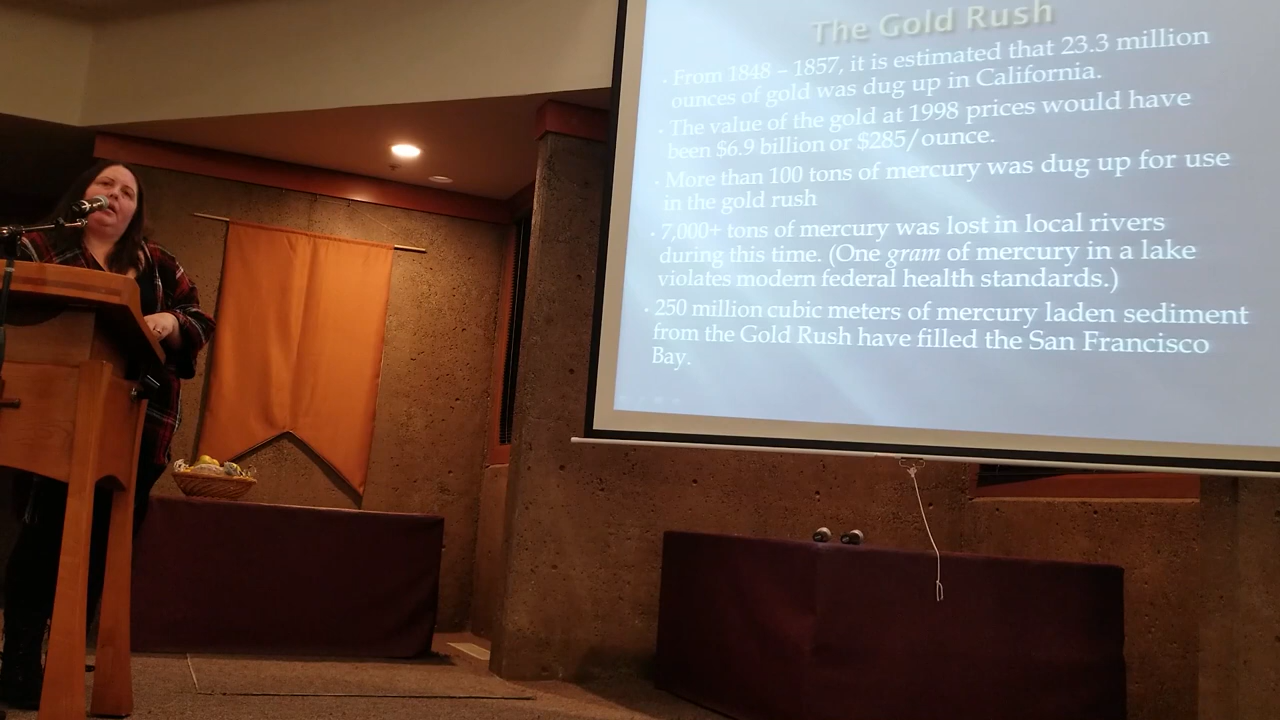 The Gold Rush
· From 1848 – 1857, it is estimated that 23.3 million
ounces of gold was dug up in California.
· The value of the gold at 1998 prices would have
been $6.9 billion or $285/ounce.
· More than 100 tons of mercury was dug up for use
in the gold rush
· 7,000+ tons of mercury was lost in local rivers
during this time. (One gram of mercury in a lake
violates modern federal health standards.)
· 250 million cubic meters of mercury laden sediment
from the Gold Rush have filled the San Francisco
Bay.